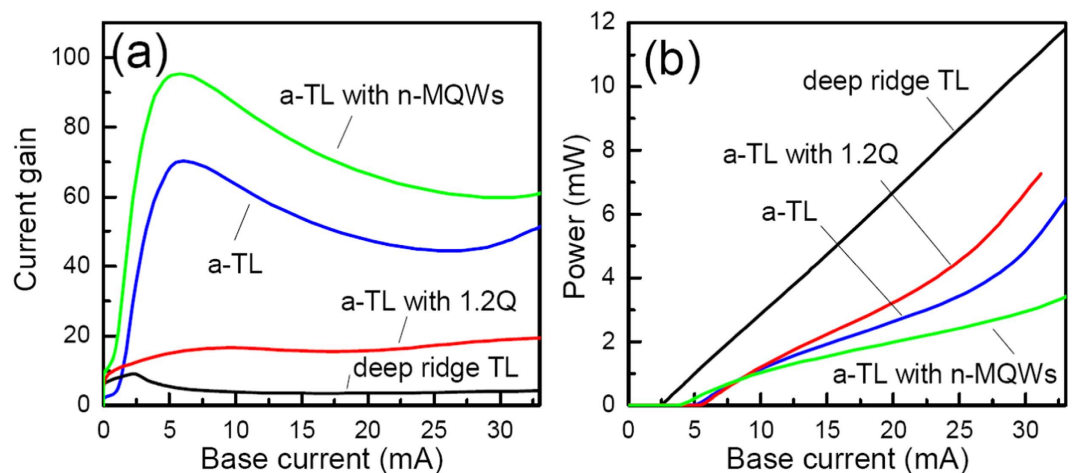 (a)
Current gain
100
80
60
40
20
0
0 5 10 15 20 25 30
Base current (mA)
a-TL with n-MQWs
a-TL
a-TL with 1.2Q
deep ridge TL
(b)
Power (mW)
12
10
8
6
4
2
0
0 5 10 15 20 25 30
Base current (mA)
deep ridge TL
a-TL with 1.2Q
a-TL
a-TL with n-MQWs